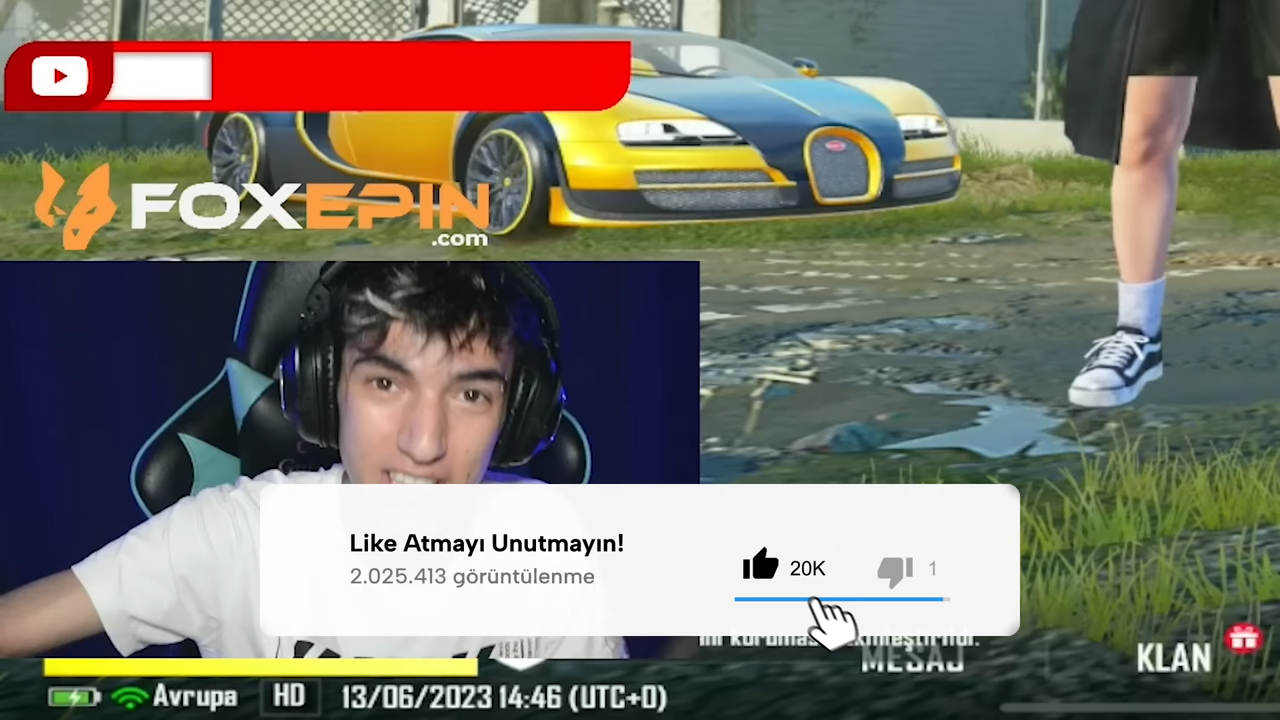 FOXEPIN
.com
Like Atmayı Unutmayın!
2.025.413 görüntülenme
20K
1
MESAJ
KLAN
Avrupa
HD
13/06/2023 14:46 (UTC+0)